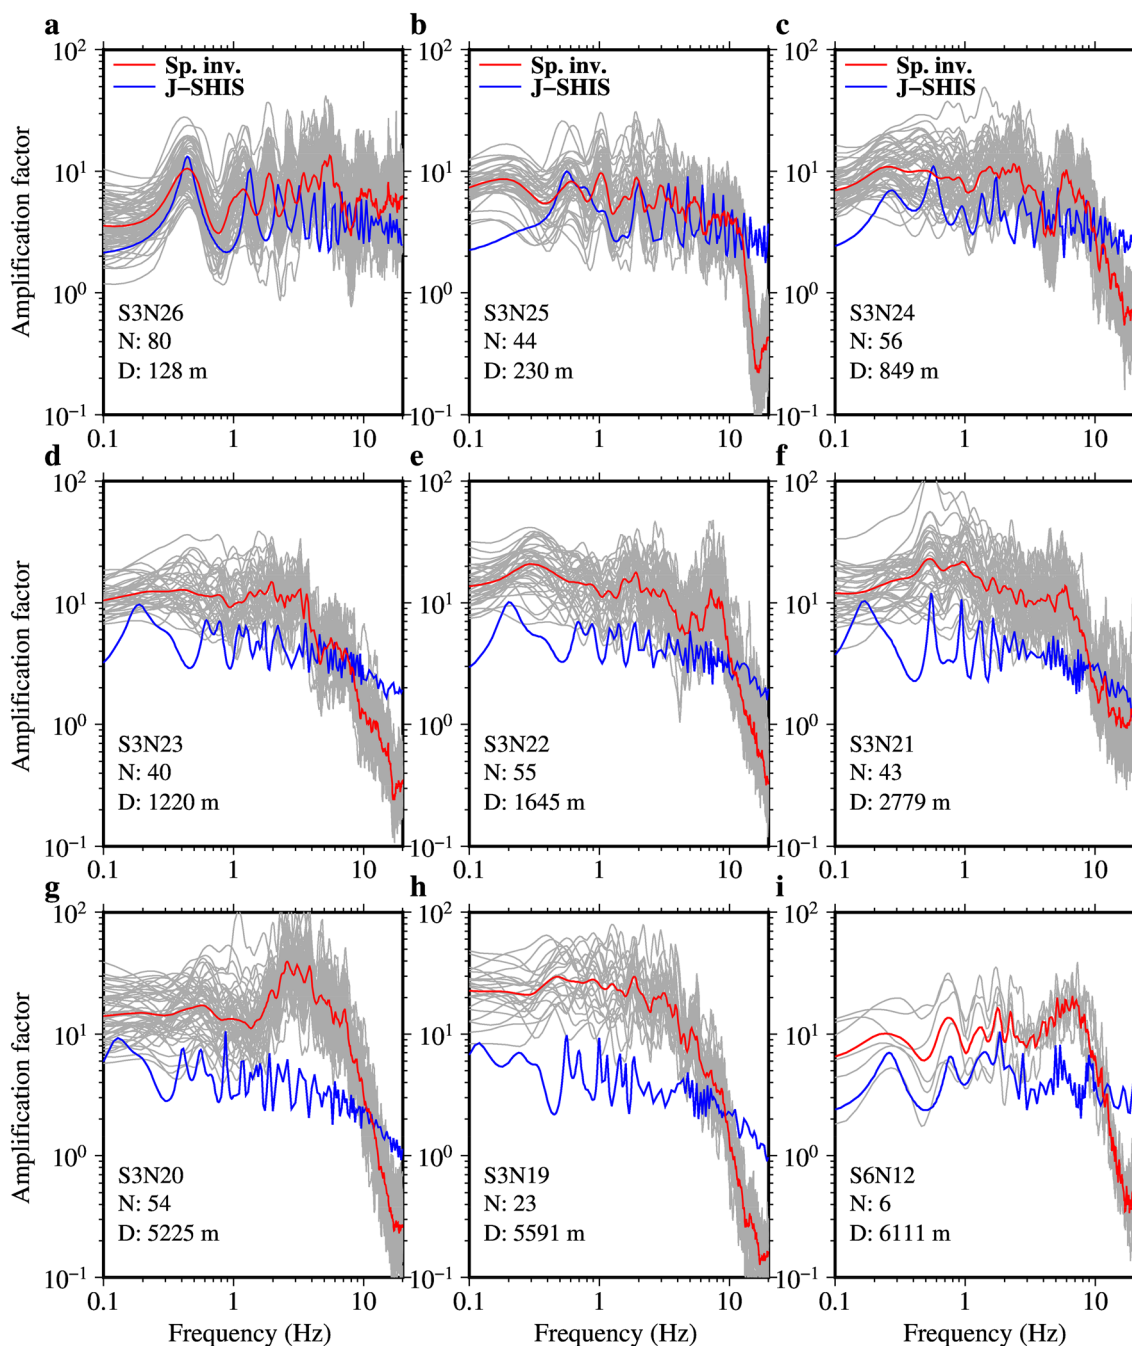 a
b
c
10²
10¹
10⁰
10⁻¹
Amplification factor
Sp. inv.
J–SHIS
S3N26
N: 80
D: 128 m
0.1
1
10
10²
10¹
10⁰
10⁻¹
Sp. inv.
J–SHIS
S3N25
N: 44
D: 230 m
0.1
1
10
10²
10¹
10⁰
10⁻¹
Sp. inv.
J–SHIS
S3N24
N: 56
D: 849 m
0.1
1
10
d
e
f
10²
10¹
10⁰
10⁻¹
Amplification factor
S3N23
N: 40
D: 1220 m
0.1
1
10
10²
10¹
10⁰
10⁻¹
S3N22
N: 55
D: 1645 m
0.1
1
10
10²
10¹
10⁰
10⁻¹
S3N21
N: 43
D: 2779 m
0.1
1
10
g
h
i
10²
10¹
10⁰
10⁻¹
Amplification factor
S3N20
N: 54
D: 5225 m
0.1
1
10
Frequency (Hz)
10²
10¹
10⁰
10⁻¹
S3N19
N: 23
D: 5591 m
0.1
1
10
Frequency (Hz)
10²
10¹
10⁰
10⁻¹
S6N12
N: 6
D: 6111 m
0.1
1
10
Frequency (Hz)